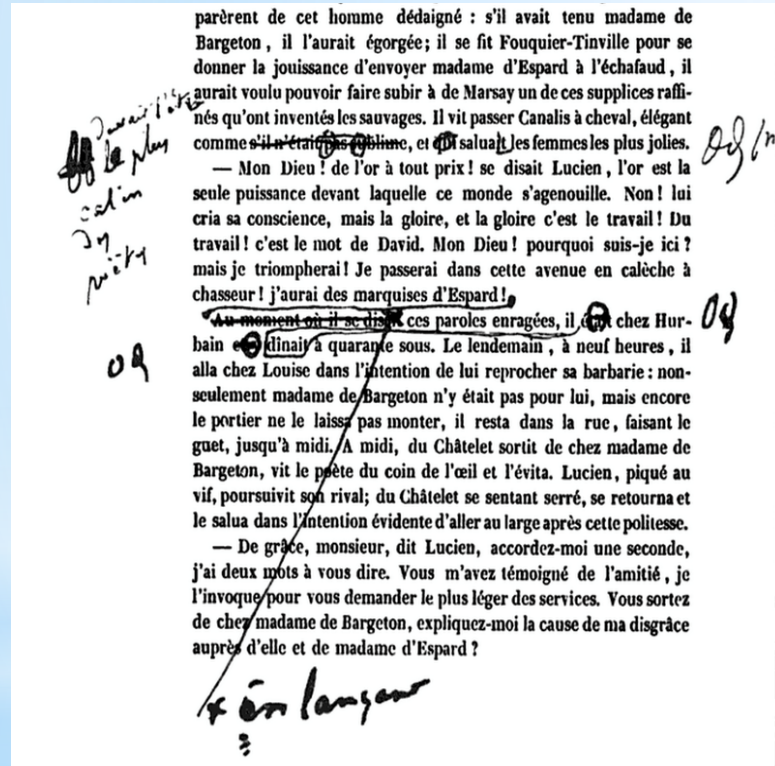 parèrent de cet homme dédaigné : s'il avait tenu madame de
Bargeton, il l'aurait égorgée; il se fit Fouquier-Tinville pour se
donner la jouissance d'envoyer madame d'Espard à l'échafaud, il
aurait voulu pouvoir faire subir à de Marsay un de ces supplices raffi-
nés qu'ont inventés les sauvages. Il vit passer Canalis à cheval, élégant
comme s'il n'était pas sublime, et qui saluait les femmes les plus jolies.
le plus
calin
— Mon Dieu ! de l'or à tout prix ! se disait Lucien, l'or est la
seule puissance devant laquelle ce monde s'agenouille. Non ! lui
cria sa conscience, mais la gloire, et la gloire c'est le travail ! Du
travail ! c'est le mot de David. Mon Dieu ! pourquoi suis-je ici ?
mais je triompherai ! Je passerai dans cette avenue en calèche à
chasseur ! j'aurai des marquises d'Espard !
Au moment où il se disait ces paroles enragées, il était chez Hur-
bain et dinait à quarante sous. Le lendemain, à neuf heures, il
alla chez Louise dans l'intention de lui reprocher sa barbarie : non-
seulement madame de Bargeton n'y était pas pour lui, mais encore
le portier ne le laissa pas monter, il resta dans la rue, faisant le
guet, jusqu'à midi. A midi, du Châtelet sortit de chez madame de
Bargeton, vit le poète du coin de l'œil et l'évita. Lucien, piqué au
vif, poursuivit son rival; du Châtelet se sentant serré, se retourna et
le salua dans l'intention évidente d'aller au large après cette politesse.
— De grâce, monsieur, dit Lucien, accordez-moi une seconde,
j'ai deux mots à vous dire. Vous m'avez témoigné de l'amitié, je
l'invoque pour vous demander le plus léger des services. Vous sortez
de chez madame de Bargeton, expliquez-moi la cause de ma disgrâce
auprès d'elle et de madame d'Espard ?
× En lançant